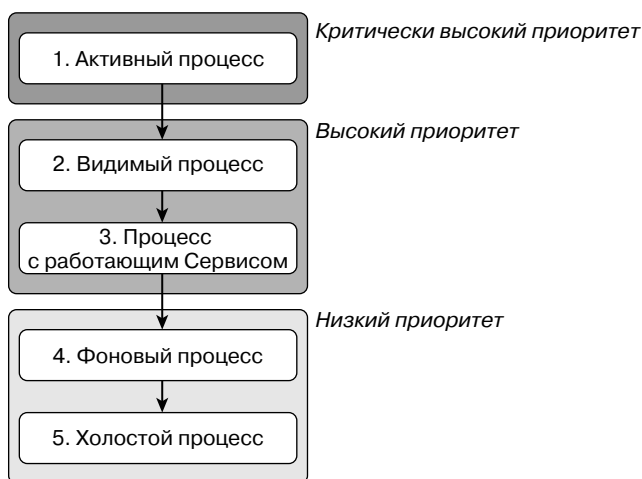 Критически высокий приоритет
1. Активный процесс
Высокий приоритет
2. Видимый процесс
3. Процесс
с работающим Сервисом
Низкий приоритет
4. Фоновый процесс
5. Холостой процесс